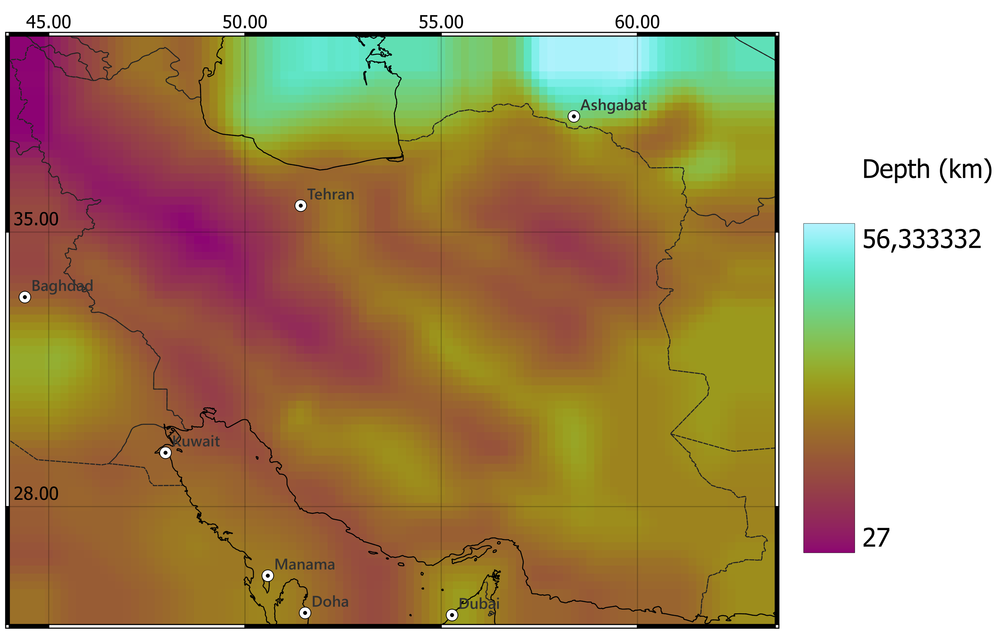 45.00 50.00 55.00 60.00
Ashgabat
Depth (km)
Tehran
35.00
56,333332
Baghdad
Kuwait
28.00
27
Manama
Doha
Dubai